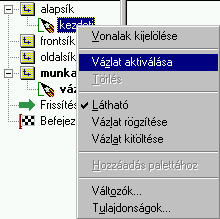 alapsík
kezdeti
frontsík
oldalsík
munka
váz
Frissítés
Befejez
Vonalak kijelölése
Vázlat aktiválása
Törlés
Látható
Vázlat rögzítése
Vázlat kitöltése
Hozzáadás palettához
Változók...
Tulajdonságok...